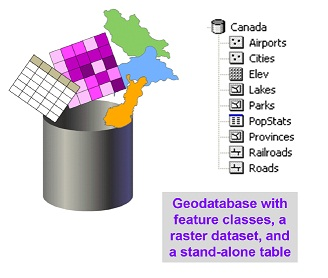 Canada
Airports
Cities
Elev
Lakes
Parks
PopStats
Provinces
Railroads
Roads
Geodatabase with
feature classes, a
raster dataset, and
a stand-alone table